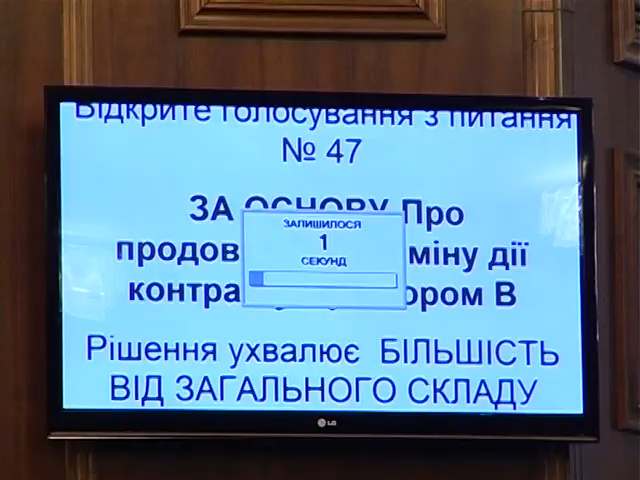 Відкрите голосування з питання
№ 47
ЗА ОСНОВУ Про
продов міну дії
контра ором В
ЗАЛИШИЛОСЯ
1
СЕКУНД
Рішення ухвалює БІЛЬШІСТЬ
ВІД ЗАГАЛЬНОГО СКЛАДУ
LG